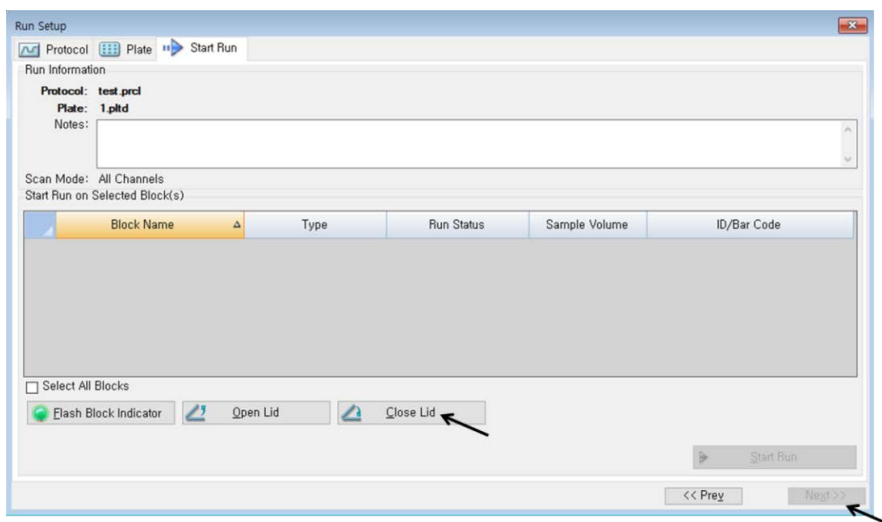 Run Setup
Protocol Plate Start Run
Run Information
Protocol: test.prcl
Plate: 1.pltd
Notes:
Scan Mode: All Channels
Start Run on Selected Block(s)
Block Name Type Run Status Sample Volume ID/Bar Code
Select All Blocks
Flash Block Indicator Open Lid Close Lid
Start Run
<< Prev Next >>